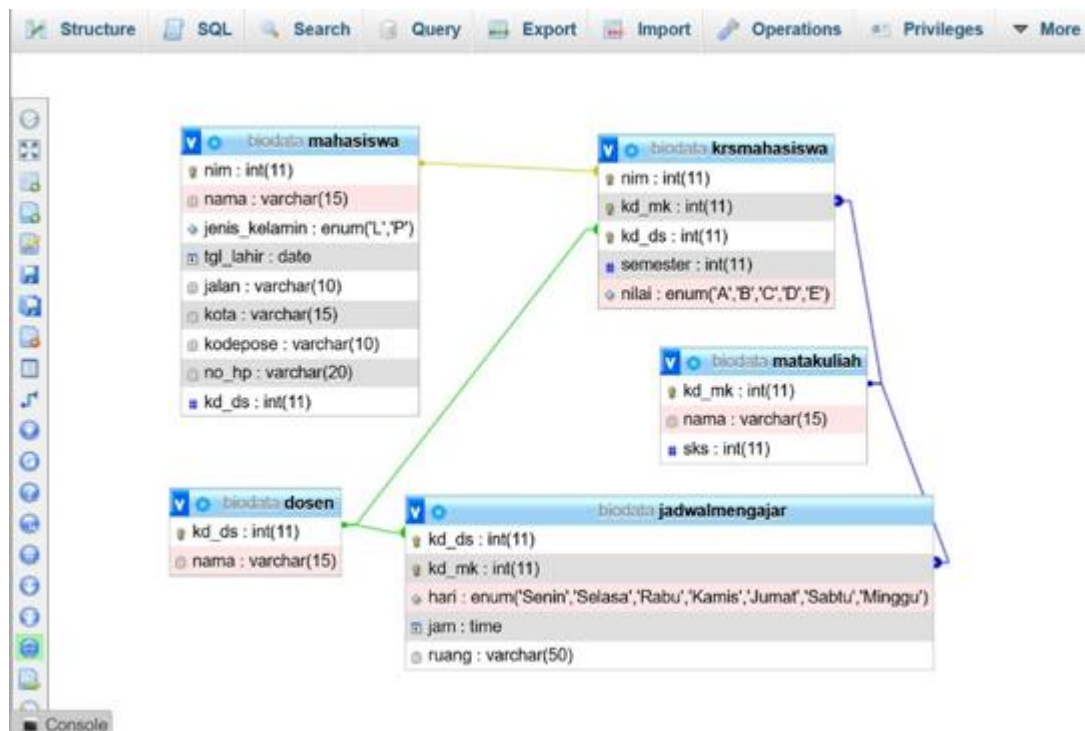 Structure SQL Search Query Export Import Operations Privileges More
biodata mahasiswa
nim : int(11)
nama : varchar(15)
jenis_kelamin : enum('L','P')
tgl_lahir : date
jalan : varchar(10)
kota : varchar(15)
kodepose : varchar(10)
no_hp : varchar(20)
kd_ds : int(11)
biodata krsmahasiswa
nim : int(11)
kd_mk : int(11)
kd_ds : int(11)
semester : int(11)
nilai : enum('A','B','C','D','E')
biodata matakuliah
kd_mk : int(11)
nama : varchar(15)
sks : int(11)
biodata dosen
kd_ds : int(11)
nama : varchar(15)
biodata jadwalmengajar
kd_ds : int(11)
kd_mk : int(11)
hari : enum('Senin','Selasa','Rabu','Kamis','Jumat','Sabtu','Minggu')
jam : time
ruang : varchar(50)
Console